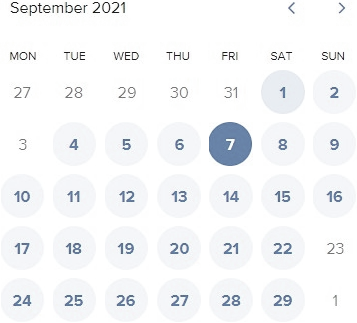 September 2021
MON TUE WED THU FRI SAT SUN
27 28 29 30 31 1 2
3 4 5 6 7 8 9
10 11 12 13 14 15 16
17 18 19 20 21 22 23
24 25 26 27 28 29 1